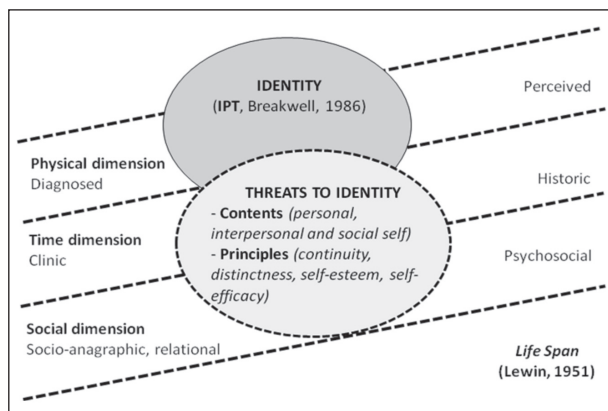 IDENTITY
(IPT, Breakwell, 1986)
Perceived
Physical dimension
Diagnosed
THREATS TO IDENTITY
- Contents (personal,
interpersonal and social self)
- Principles (continuity,
distinctness, self-esteem, self-
efficacy)
Historic
Time dimension
Clinic
Psychosocial
Social dimension
Socio-anagraphic, relational
Life Span
(Lewin, 1951)